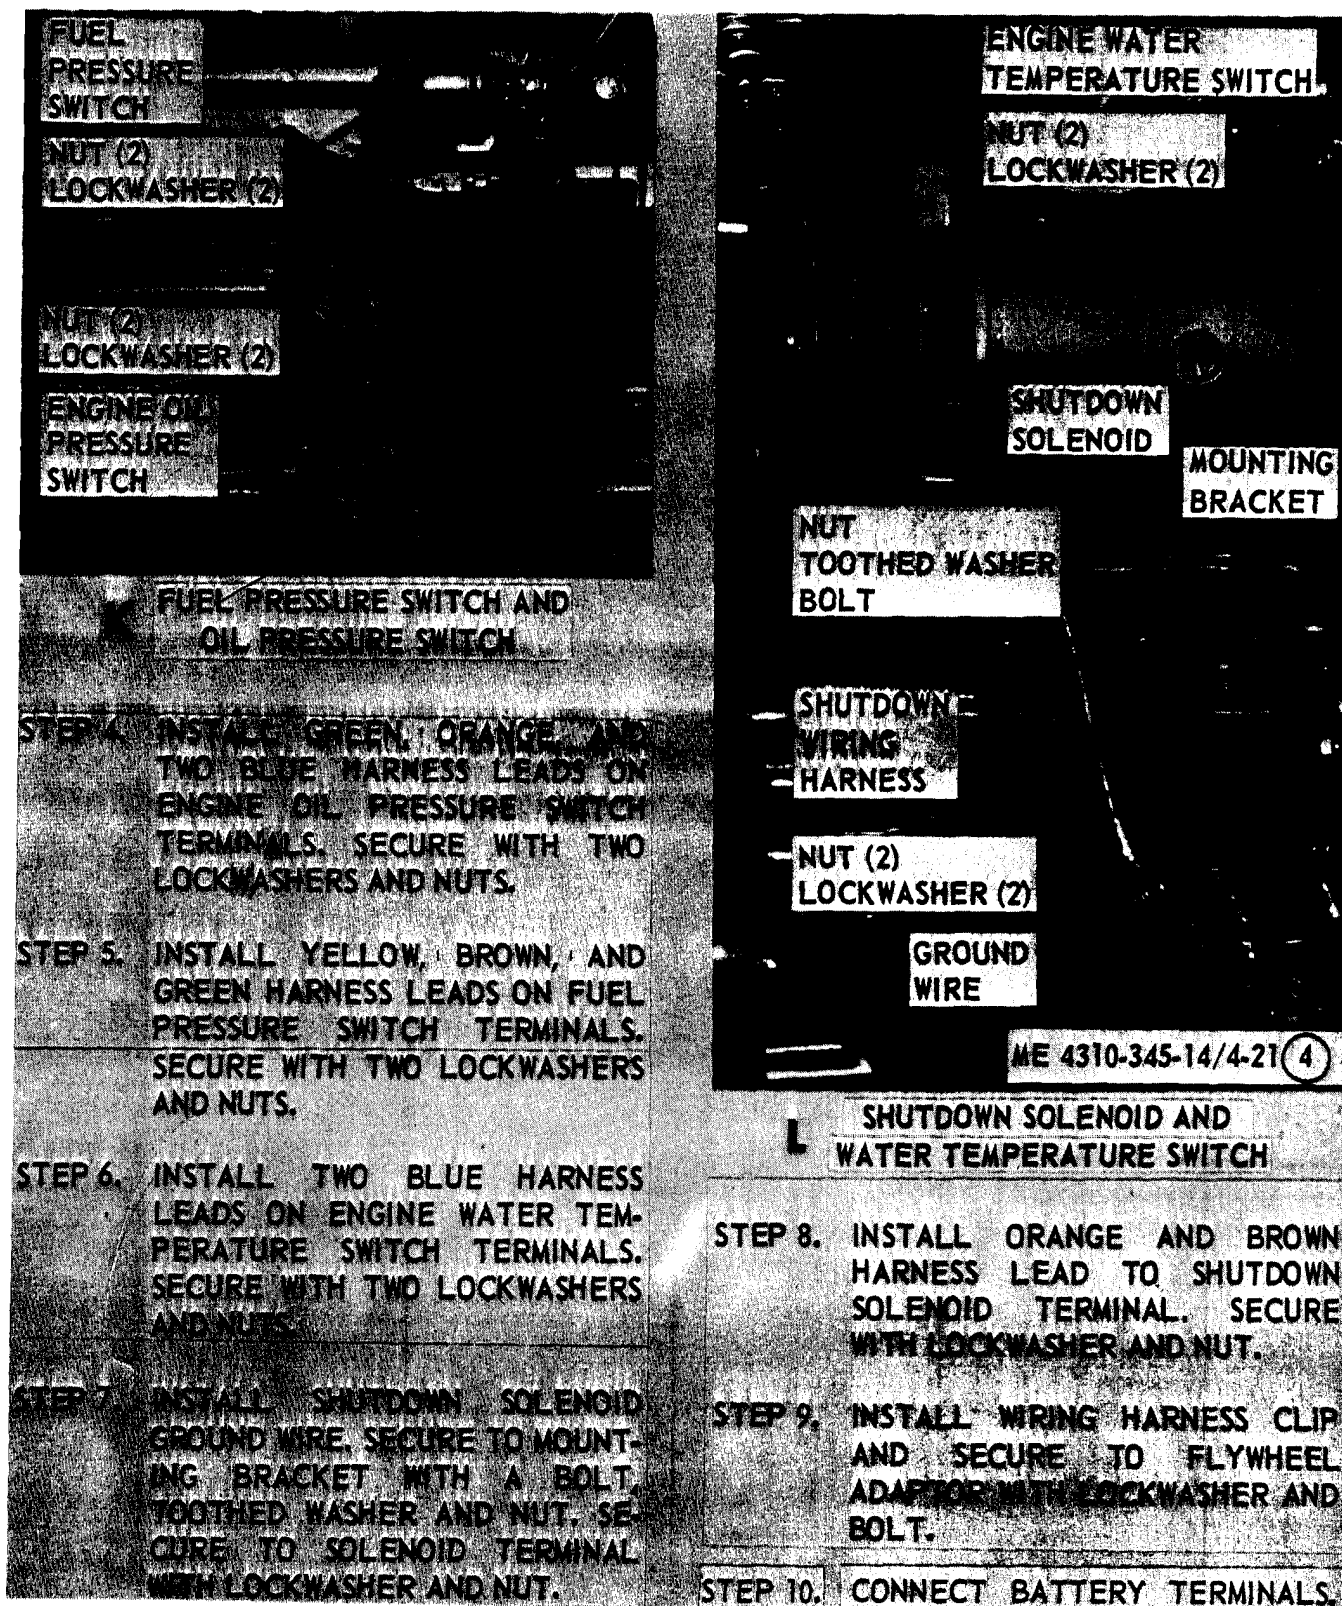 FUEL
PRESSURE
SWITCH
NUT (2)
LOCKWASHER (2)
NUT (2)
LOCKWASHER (2)
ENGINE OIL
PRESSURE
SWITCH
K FUEL PRESSURE SWITCH AND
OIL PRESSURE SWITCH
STEP 4. INSTALL GREEN, ORANGE, AND
TWO BLUE HARNESS LEADS ON
ENGINE OIL PRESSURE SWITCH
TERMINALS. SECURE WITH TWO
LOCKWASHERS AND NUTS.
STEP 5. INSTALL YELLOW, BROWN, AND
GREEN HARNESS LEADS ON FUEL
PRESSURE SWITCH TERMINALS.
SECURE WITH TWO LOCKWASHERS
AND NUTS.
STEP 6. INSTALL TWO BLUE HARNESS
LEADS ON ENGINE WATER TEM-
PERATURE SWITCH TERMINALS.
SECURE WITH TWO LOCKWASHERS
AND NUTS.
STEP 7. INSTALL SHUTDOWN SOLENOID
GROUND WIRE. SECURE TO MOUNT-
ING BRACKET WITH A BOLT,
TOOTHED WASHER AND NUT. SE-
CURE TO SOLENOID TERMINAL
WITH LOCKWASHER AND NUT.
ENGINE WATER
TEMPERATURE SWITCH
NUT (2)
LOCKWASHER (2)
SHUTDOWN
SOLENOID
MOUNTING
BRACKET
NUT
TOOTHED WASHER
BOLT
SHUTDOWN
WIRING
HARNESS
NUT (2)
LOCKWASHER (2)
GROUND
WIRE
ME 4310-345-14/4-21 4
L SHUTDOWN SOLENOID AND
WATER TEMPERATURE SWITCH
STEP 8. INSTALL ORANGE AND BROWN
HARNESS LEAD TO SHUTDOWN
SOLENOID TERMINAL. SECURE
WITH LOCKWASHER AND NUT.
STEP 9. INSTALL WIRING HARNESS CLIP
AND SECURE TO FLYWHEEL
ADAPTOR WITH LOCKWASHER AND
BOLT.
STEP 10. CONNECT BATTERY TERMINALS.